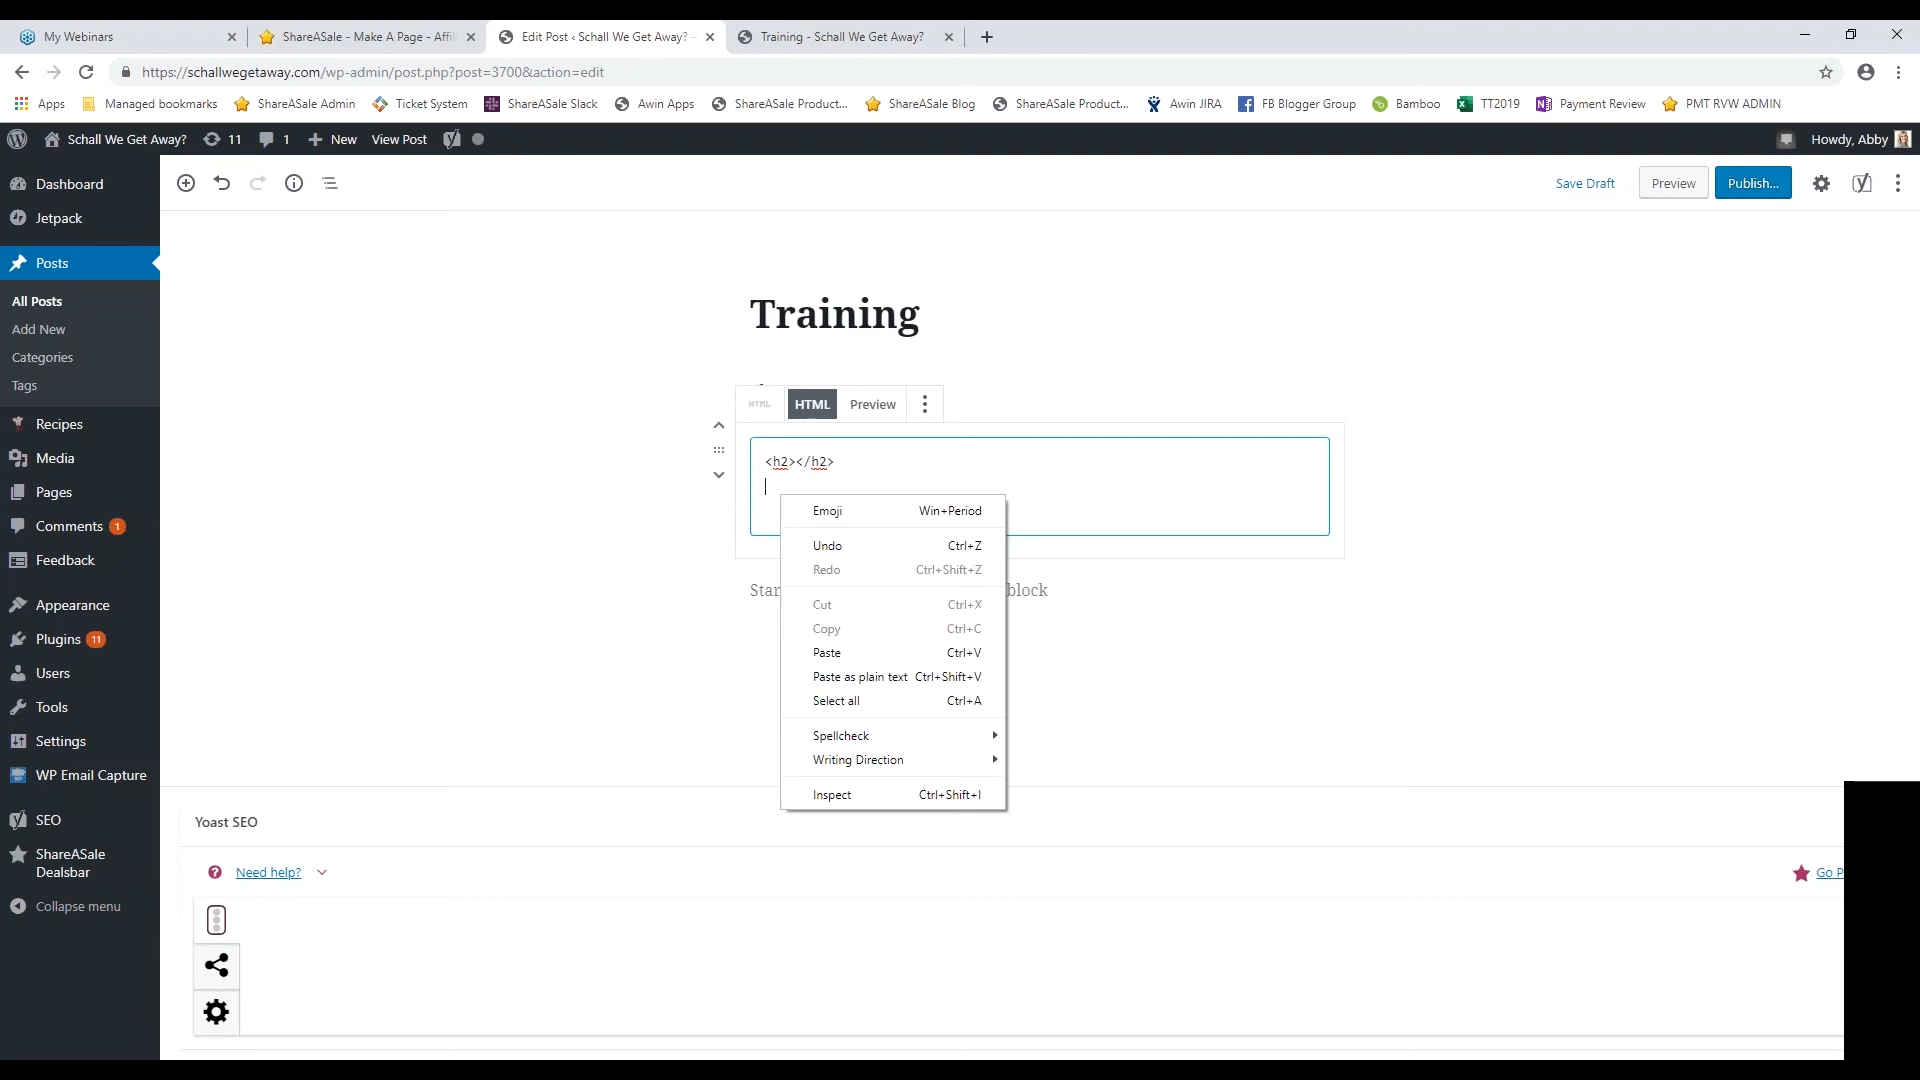 My Webinars
ShareASale - Make A Page - Affil
Edit Post ‹ Schall We Get Away? —
Training - Schall We Get Away?
https://schallwegetaway.com/wp-admin/post.php?post=3700&action=edit
Apps
Managed bookmarks
ShareASale Admin
Ticket System
ShareASale Slack
Awin Apps
ShareASale Product...
ShareASale Blog
ShareASale Product...
Awin JIRA
FB Blogger Group
Bamboo
TT2019
Payment Review
PMT RVW ADMIN
Schall We Get Away?
11
1
New
View Post
Howdy, Abby
Dashboard
Jetpack
Posts
All Posts
Add New
Categories
Tags
Recipes
Media
Pages
Comments 1
Feedback
Appearance
Plugins 11
Users
Tools
Settings
WP Email Capture
SEO
ShareASale
Dealsbar
Collapse menu
Save Draft
Preview
Publish...
Training
HTML
HTML
Preview
<h2></h2>
Star
block
Emoji Win+Period
Undo Ctrl+Z
Redo Ctrl+Shift+Z
Cut Ctrl+X
Copy Ctrl+C
Paste Ctrl+V
Paste as plain text Ctrl+Shift+V
Select all Ctrl+A
Spellcheck
Writing Direction
Inspect Ctrl+Shift+I
Yoast SEO
Need help?
Go P